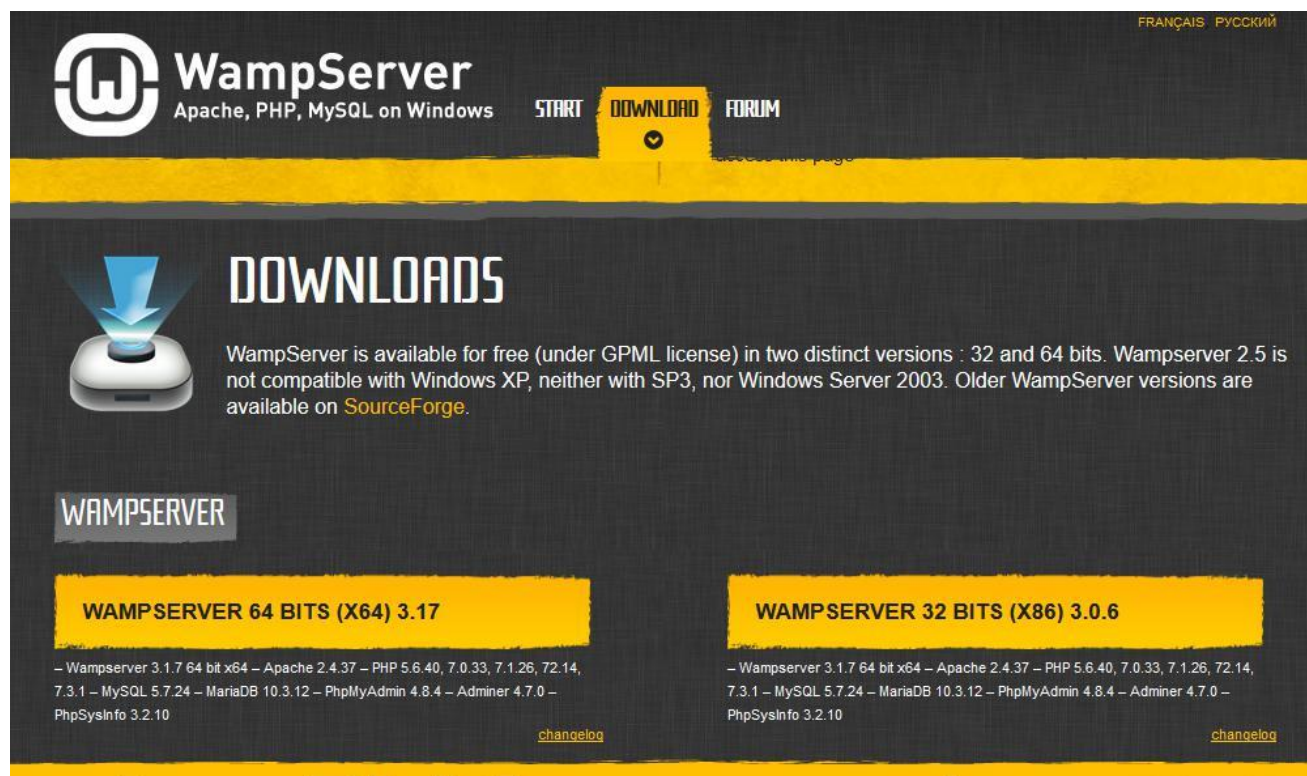 FRANÇAIS РУССКИЙ
WampServer
Apache, PHP, MySQL on Windows
START DOWNLOAD FORUM
access this page
DOWNLOADS
WampServer is available for free (under GPML license) in two distinct versions : 32 and 64 bits. Wampserver 2.5 is
not compatible with Windows XP, neither with SP3, nor Windows Server 2003. Older WampServer versions are
available on SourceForge.
WAMPSERVER
WAMPSERVER 64 BITS (X64) 3.17
– Wampserver 3.1.7 64 bit x64 – Apache 2.4.37 – PHP 5.6.40, 7.0.33, 7.1.26, 72.14,
7.3.1 – MySQL 5.7.24 – MariaDB 10.3.12 – PhpMyAdmin 4.8.4 – Adminer 4.7.0 –
PhpSysInfo 3.2.10
changelog
WAMPSERVER 32 BITS (X86) 3.0.6
– Wampserver 3.1.7 64 bit x64 – Apache 2.4.37 – PHP 5.6.40, 7.0.33, 7.1.26, 72.14,
7.3.1 – MySQL 5.7.24 – MariaDB 10.3.12 – PhpMyAdmin 4.8.4 – Adminer 4.7.0 –
PhpSysInfo 3.2.10
changelog